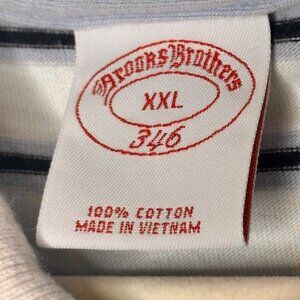 Brooks Brothers
XXL
346
100% COTTON
MADE IN VIETNAM